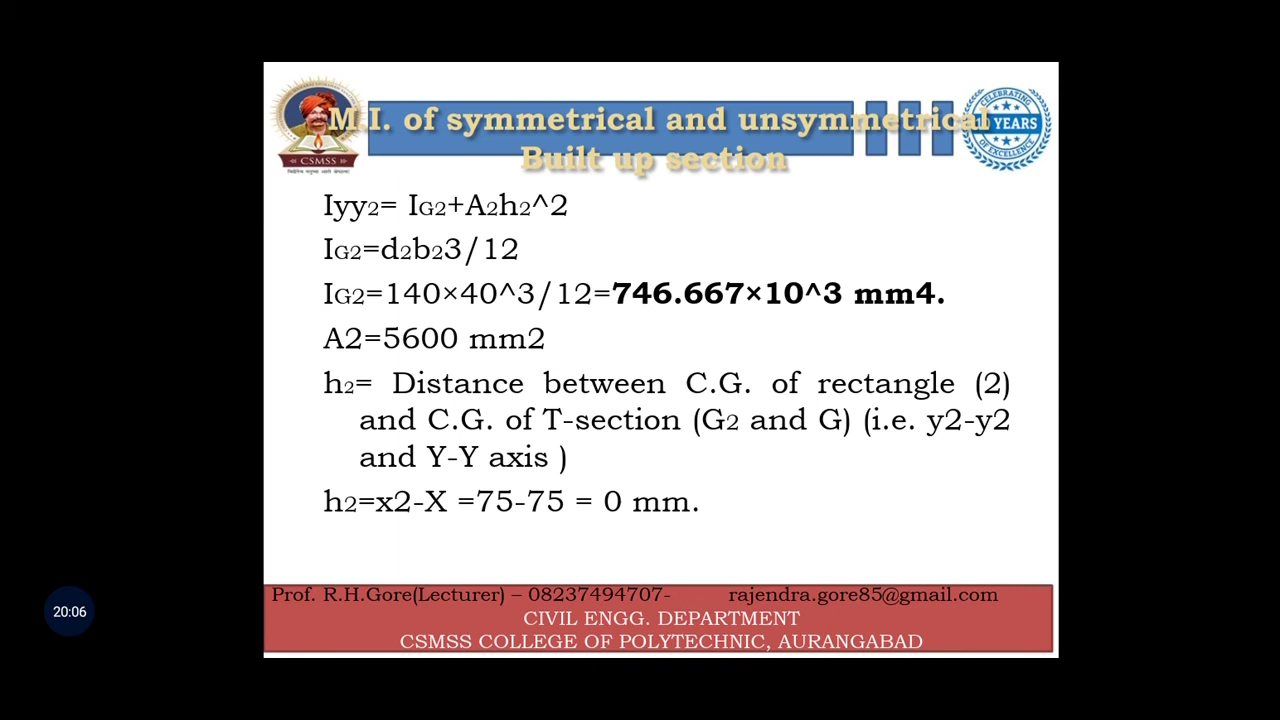 M.I. of symmetrical and unsymmetrical
Built up section
CSMSS
CELEBRATING
YEARS
OF EXCELLENCE
Iyy2= IG2+A2h2^2
IG2=d2b23/12
IG2=140×40^3/12=746.667×10^3 mm4.
A2=5600 mm2
h2= Distance between C.G. of rectangle (2)
and C.G. of T-section (G2 and G) (i.e. y2-y2
and Y-Y axis )
h2=x2-X =75-75 = 0 mm.
20:06
Prof. R.H.Gore(Lecturer) – 08237494707- rajendra.gore85@gmail.com
CIVIL ENGG. DEPARTMENT
CSMSS COLLEGE OF POLYTECHNIC, AURANGABAD